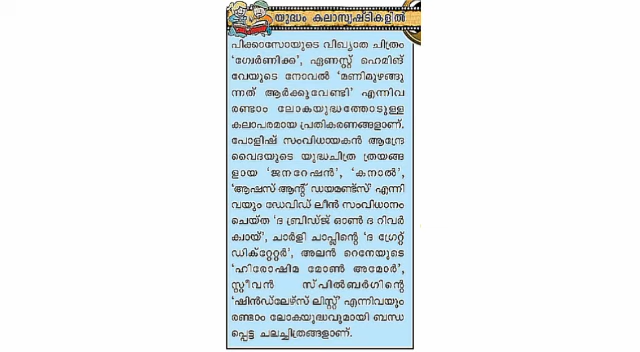 യുദ്ധം കലാസൃഷ്ടികളിൽ
പിക്കാസോയുടെ വിഖ്യാത ചിത്രം
‘ഗ്വേർണിക്ക’, ഏണസ്റ്റ് ഹെമിങ്
വേയുടെ നോവൽ ‘മണിമുഴങ്ങു
ന്നത് ആർക്കുവേണ്ടി’ എന്നിവ
രണ്ടാം ലോകയുദ്ധത്തോടുള്ള
കലാപരമായ പ്രതികരണങ്ങളാണ്.
പോളിഷ് സംവിധായകൻ ആന്ദ്രേ
വൈദയുടെ യുദ്ധചിത്ര ത്രയങ്ങ
ളായ ‘ജനറേഷൻ’, ‘കനാൽ’,
‘ആഷസ് ആന്റ് ഡയമണ്ട്സ്’ എന്നി
വയും ഡേവിഡ് ലീൻ സംവിധാനം
ചെയ്ത ‘ദ ബ്രിഡ്ജ് ഓൺ ദ റിവർ
ക്വായ്’, ചാർളി ചാപ്ലിന്റെ ‘ദ ഗ്രേറ്റ്
ഡിക്റ്റേറ്റർ’, അലൻ റെനേയുടെ
‘ഹിരോഷിമ മോൺ അമോർ’,
സ്റ്റീവൻ സ്പിൽബർഗിന്റെ
‘ഷിൻഡ്ലേഴ്സ് ലിസ്റ്റ്’ എന്നിവയും
രണ്ടാം ലോകയുദ്ധവുമായി ബന്ധ
പ്പെട്ട ചലച്ചിത്രങ്ങളാണ്.